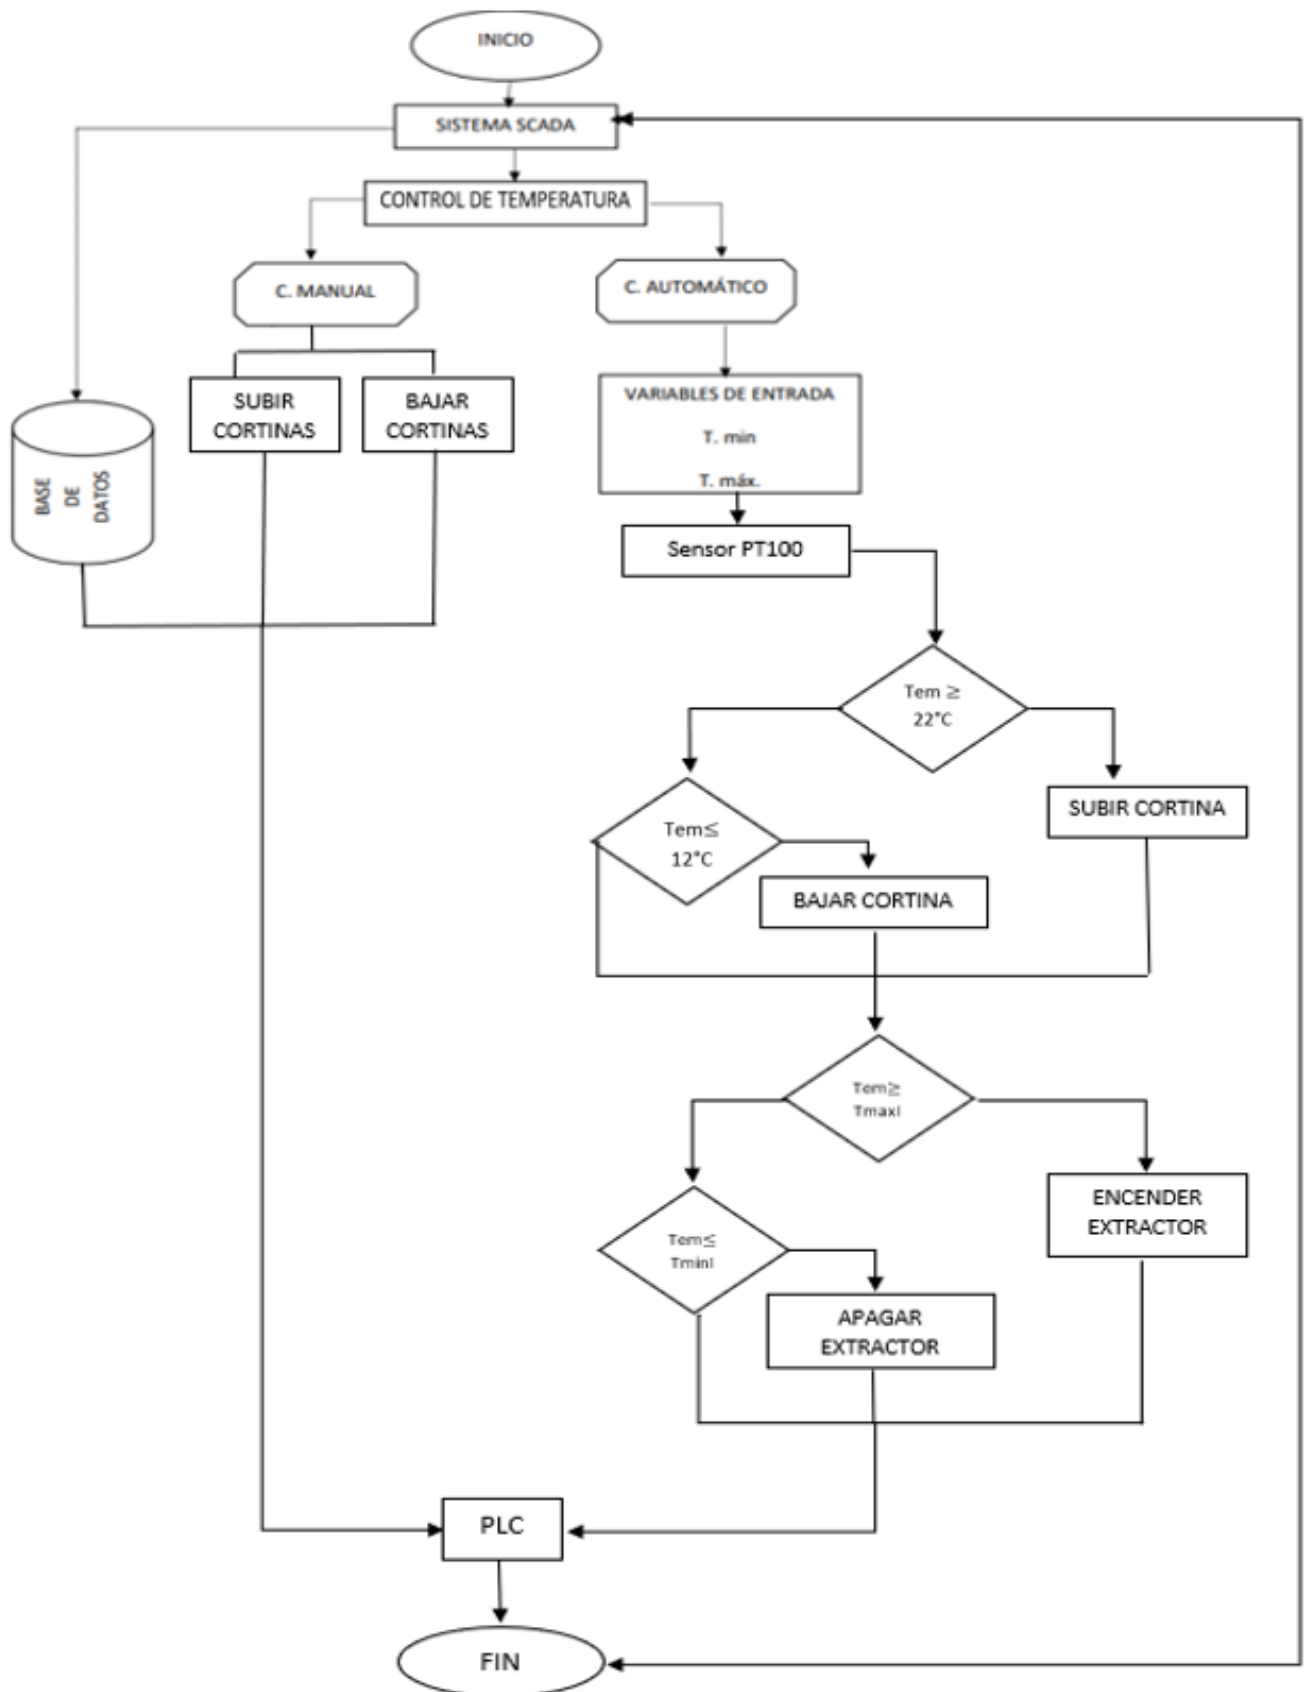 INICIO
SISTEMA SCADA
CONTROL DE TEMPERATURA
C. MANUAL
C. AUTOMÁTICO
SUBIR
CORTINAS
BAJAR
CORTINAS
VARIABLES DE ENTRADA
T. min
T. máx.
BASE
DE
DATOS
Sensor PT100
Tem ≥
22°C
SUBIR CORTINA
Tem≤
12°C
BAJAR CORTINA
Tem≥
TmaxI
ENCENDER
EXTRACTOR
Tem≤
TminI
APAGAR
EXTRACTOR
PLC
FIN